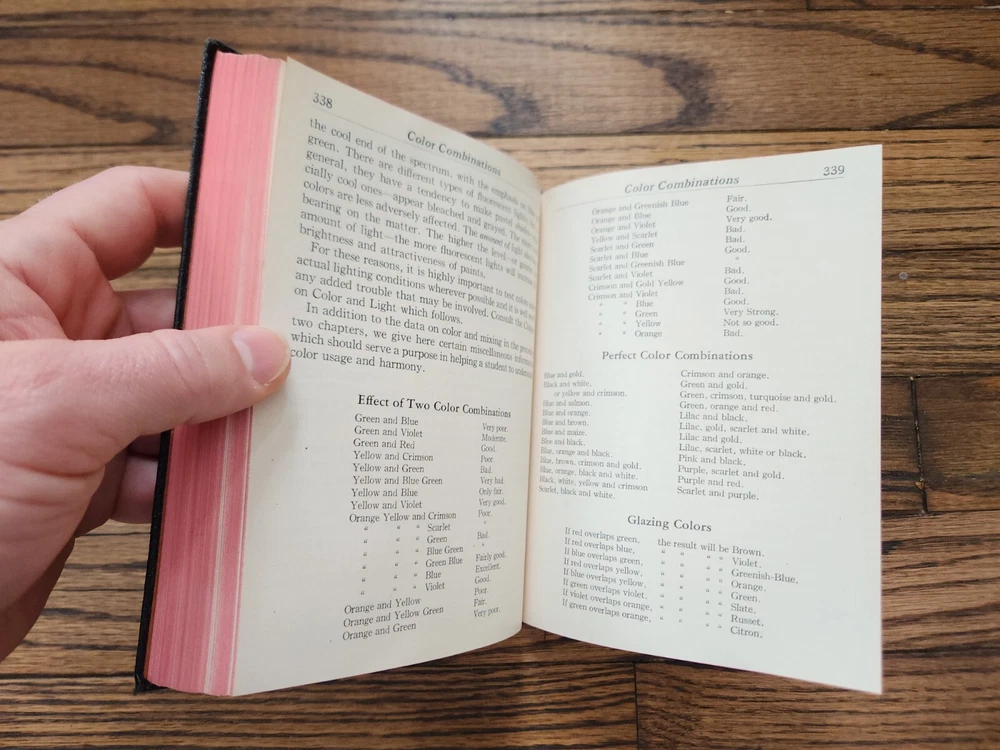 338
Color Combinations
the cool end of the spectrum, with the emphasis on the
green. There are different types of fluorescent lights. In
general, they have a tendency to make pastel shades
cially cool ones—appear bleached and grayed. The
colors are less adversely affected. The amount of light also
bearing on the matter. The higher the level or
amount of light—the more fluorescent lights will
brightness and attractiveness of paints.
For these reasons, it is highly important to test colors
actual lighting conditions wherever possible and it is well
any added trouble that may be involved. Consult the
on Color and Light which follows.
In addition to the data on color and mixing in the
two chapters, we give here certain miscellaneous
which should serve a purpose in helping a student to
color usage and harmony.
Effect of Two Color Combinations
Green and Blue Very poor.
Green and Violet Moderate.
Green and Red Good.
Yellow and Crimson Poor.
Yellow and Green Bad.
Yellow and Blue Green Very bad.
Yellow and Blue Only fair.
Yellow and Violet Very good.
Orange Yellow and Crimson Poor.
" " " Scarlet "
" " " Green Bad.
" " " Blue Green "
" " " Green Blue Fairly good.
" " " Blue Excellent.
" " " Violet Good.
Orange and Yellow Poor.
Orange and Yellow Green Fair.
Orange and Green Very poor.
Color Combinations
339
Orange and Greenish Blue Fair.
Orange and Blue Good.
Orange and Violet Very good.
Yellow and Scarlet Bad.
Scarlet and Green Bad.
Scarlet and Blue Good.
Scarlet and Greenish Blue "
Scarlet and Violet Bad.
Crimson and Gold Yellow Good.
Crimson and Violet Bad.
" " Blue Good.
" " Green Very Strong.
" " Yellow Not so good.
" " Orange Bad.
Perfect Color Combinations
Blue and gold.
Black and white.
or yellow and crimson.
Blue and salmon.
Blue and orange.
Blue and brown.
Blue and maize.
Blue and black.
Blue, orange and black.
Blue, brown, crimson and gold.
Blue, orange, black and white.
Black, white, yellow and crimson
Scarlet, black and white.
Crimson and orange.
Green and gold.
Green, crimson, turquoise and gold.
Green, orange and red.
Lilac and black.
Lilac, gold, scarlet and white.
Lilac and gold.
Lilac, scarlet, white or black.
Pink and black.
Purple, scarlet and gold.
Purple and red.
Scarlet and purple.
Glazing Colors
If red overlaps green, the result will be Brown.
If red overlaps blue, " " " " Violet.
If blue overlaps green, " " " " Greenish-Blue.
If red overlaps yellow, " " " " Orange.
If blue overlaps yellow, " " " " Green.
If green overlaps violet, " " " " Slate.
If violet overlaps orange, " " " " Russet.
If green overlaps orange, " " " " Citron.